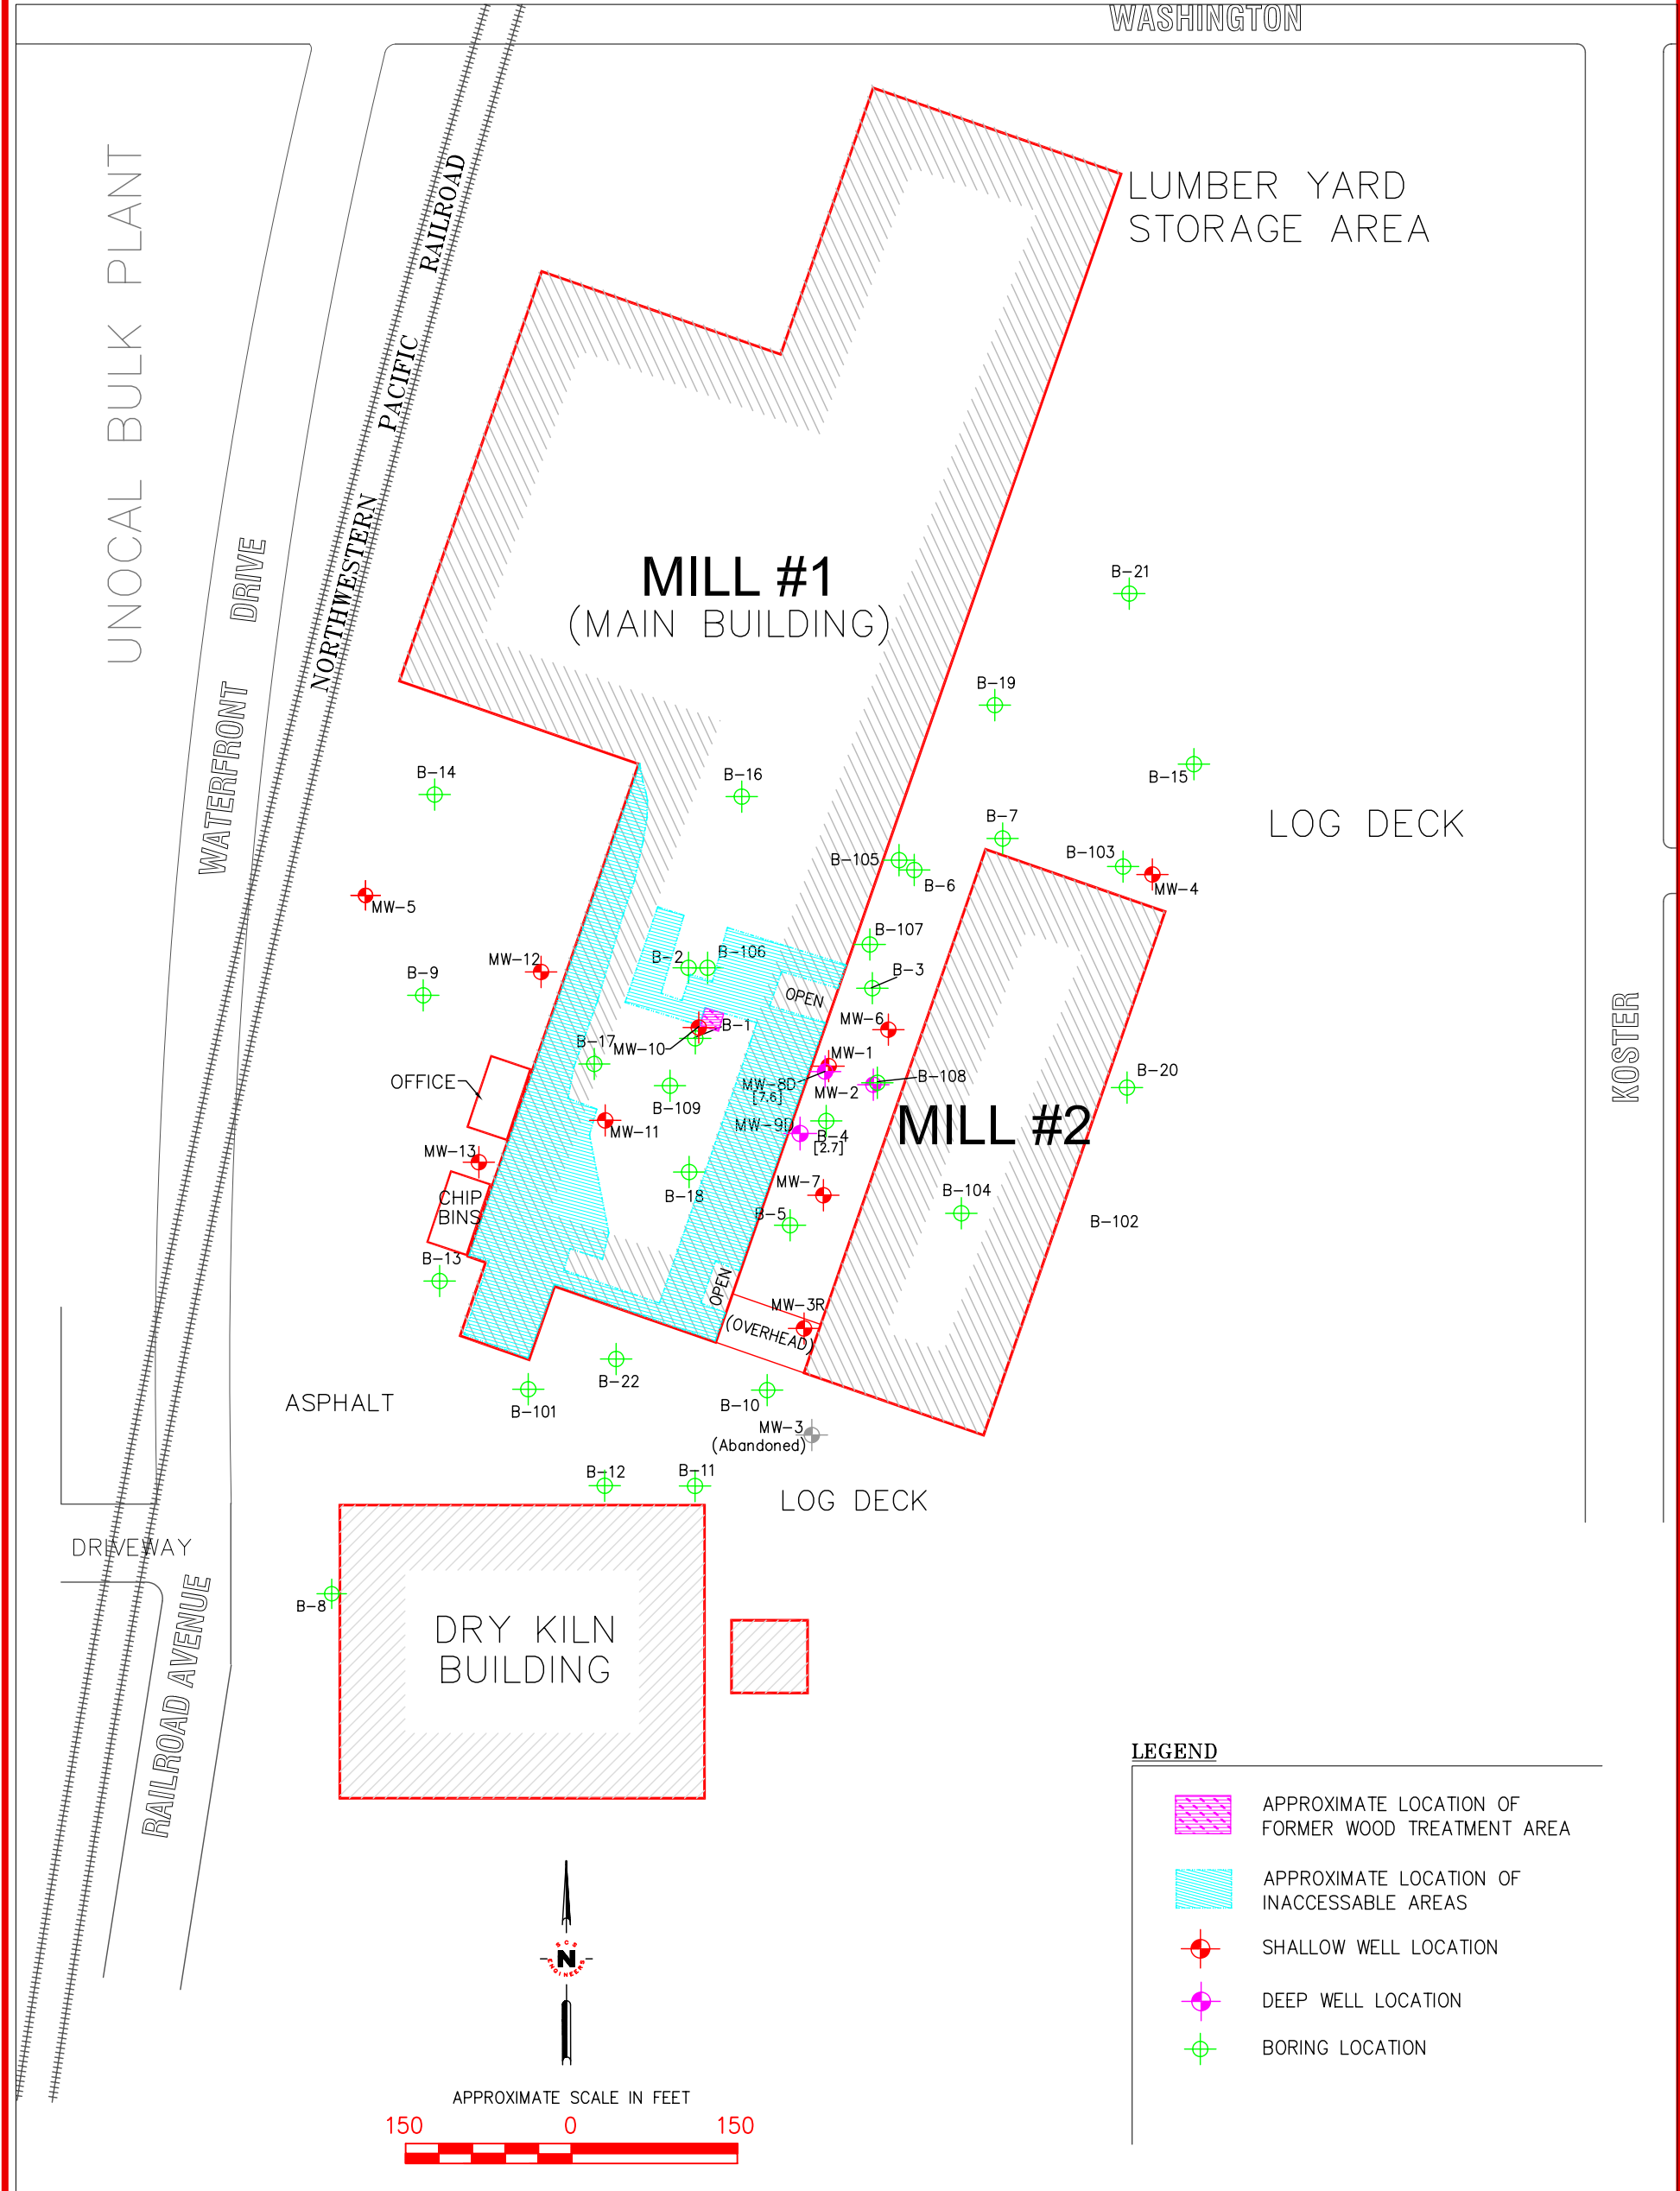 WASHINGTON
UNOCAL BULK PLANT
RAILROAD
PACIFIC
NORTHWESTERN
WATERFRONT DRIVE
LUMBER YARD
STORAGE AREA
MILL #1
(MAIN BUILDING)
B-21
B-19
B-15
B-14
B-16
B-7
LOG DECK
B-105
B-103
B-6
MW-4
MW-5
B-107
MW-12
B-2
B-106
B-9
B-3
OPEN
MW-6
B-1
B-17
MW-10
MW-1
OFFICE
MW-8D
[7.6]
MW-2
B-108
B-20
KOSTER
B-109
MW-11
MW-9D
B-4
[2.7]
MILL #2
MW-13
CHIP
BINS
B-18
MW-7
B-104
B-5
B-102
B-13
OPEN
MW-3R
(OVERHEAD)
B-22
ASPHALT
B-101
B-10
MW-3
(Abandoned)
B-12
B-11
LOG DECK
DRIVEWAY
B-8
RAILROAD AVENUE
DRY KILN
BUILDING
LEGEND
APPROXIMATE LOCATION OF
FORMER WOOD TREATMENT AREA
APPROXIMATE LOCATION OF
INACCESSABLE AREAS
SHALLOW WELL LOCATION
DEEP WELL LOCATION
BORING LOCATION
SCS
N
ENGINEERS
APPROXIMATE SCALE IN FEET
150 0 150